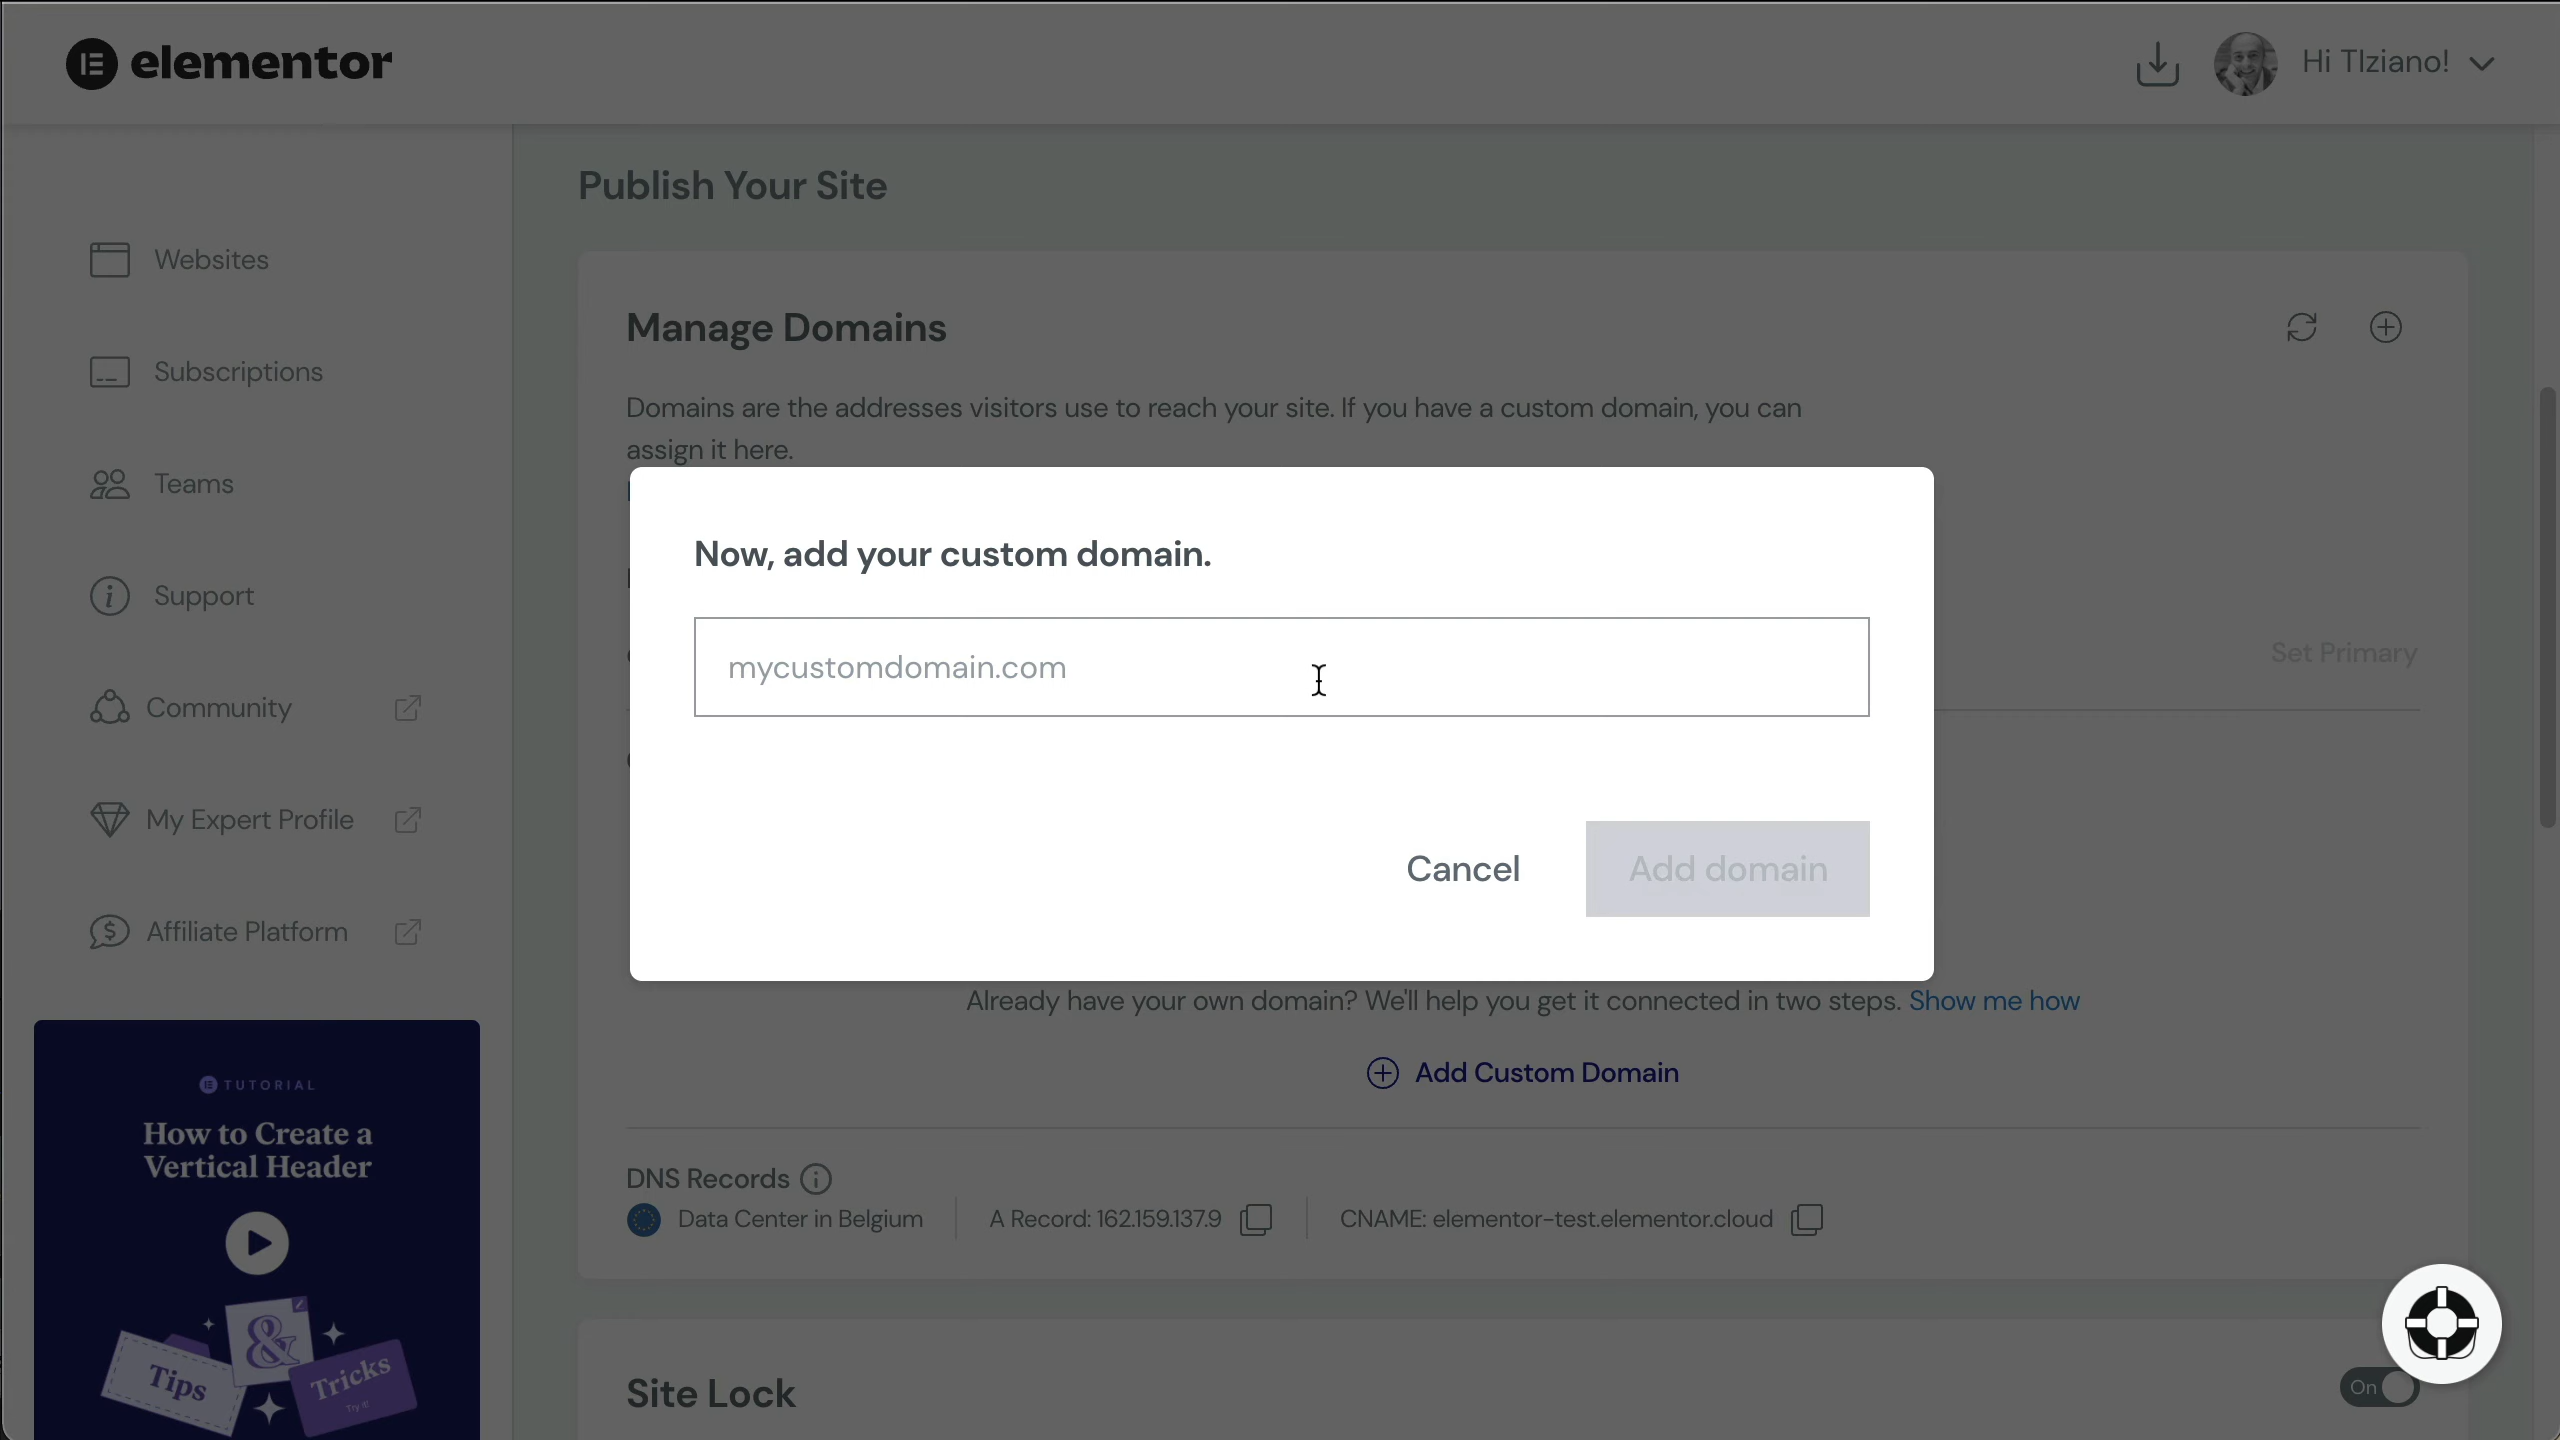 elementor
Hi TIziano!
Websites
Subscriptions
Teams
Support
Community
My Expert Profile
Affiliate Platform
TUTORIAL
How to Create a
Vertical Header
Tips
&
Tricks
Try it!
Publish Your Site
Manage Domains
Domains are the addresses visitors use to reach your site. If you have a custom domain, you can
assign it here.
Now, add your custom domain.
mycustomdomain.com
Set Primary
Cancel
Add domain
Already have your own domain? We'll help you get it connected in two steps. Show me how
Add Custom Domain
DNS Records
Data Center in Belgium
A Record: 162.159.137.9
CNAME: elementor-test.elementor.cloud
Site Lock
On